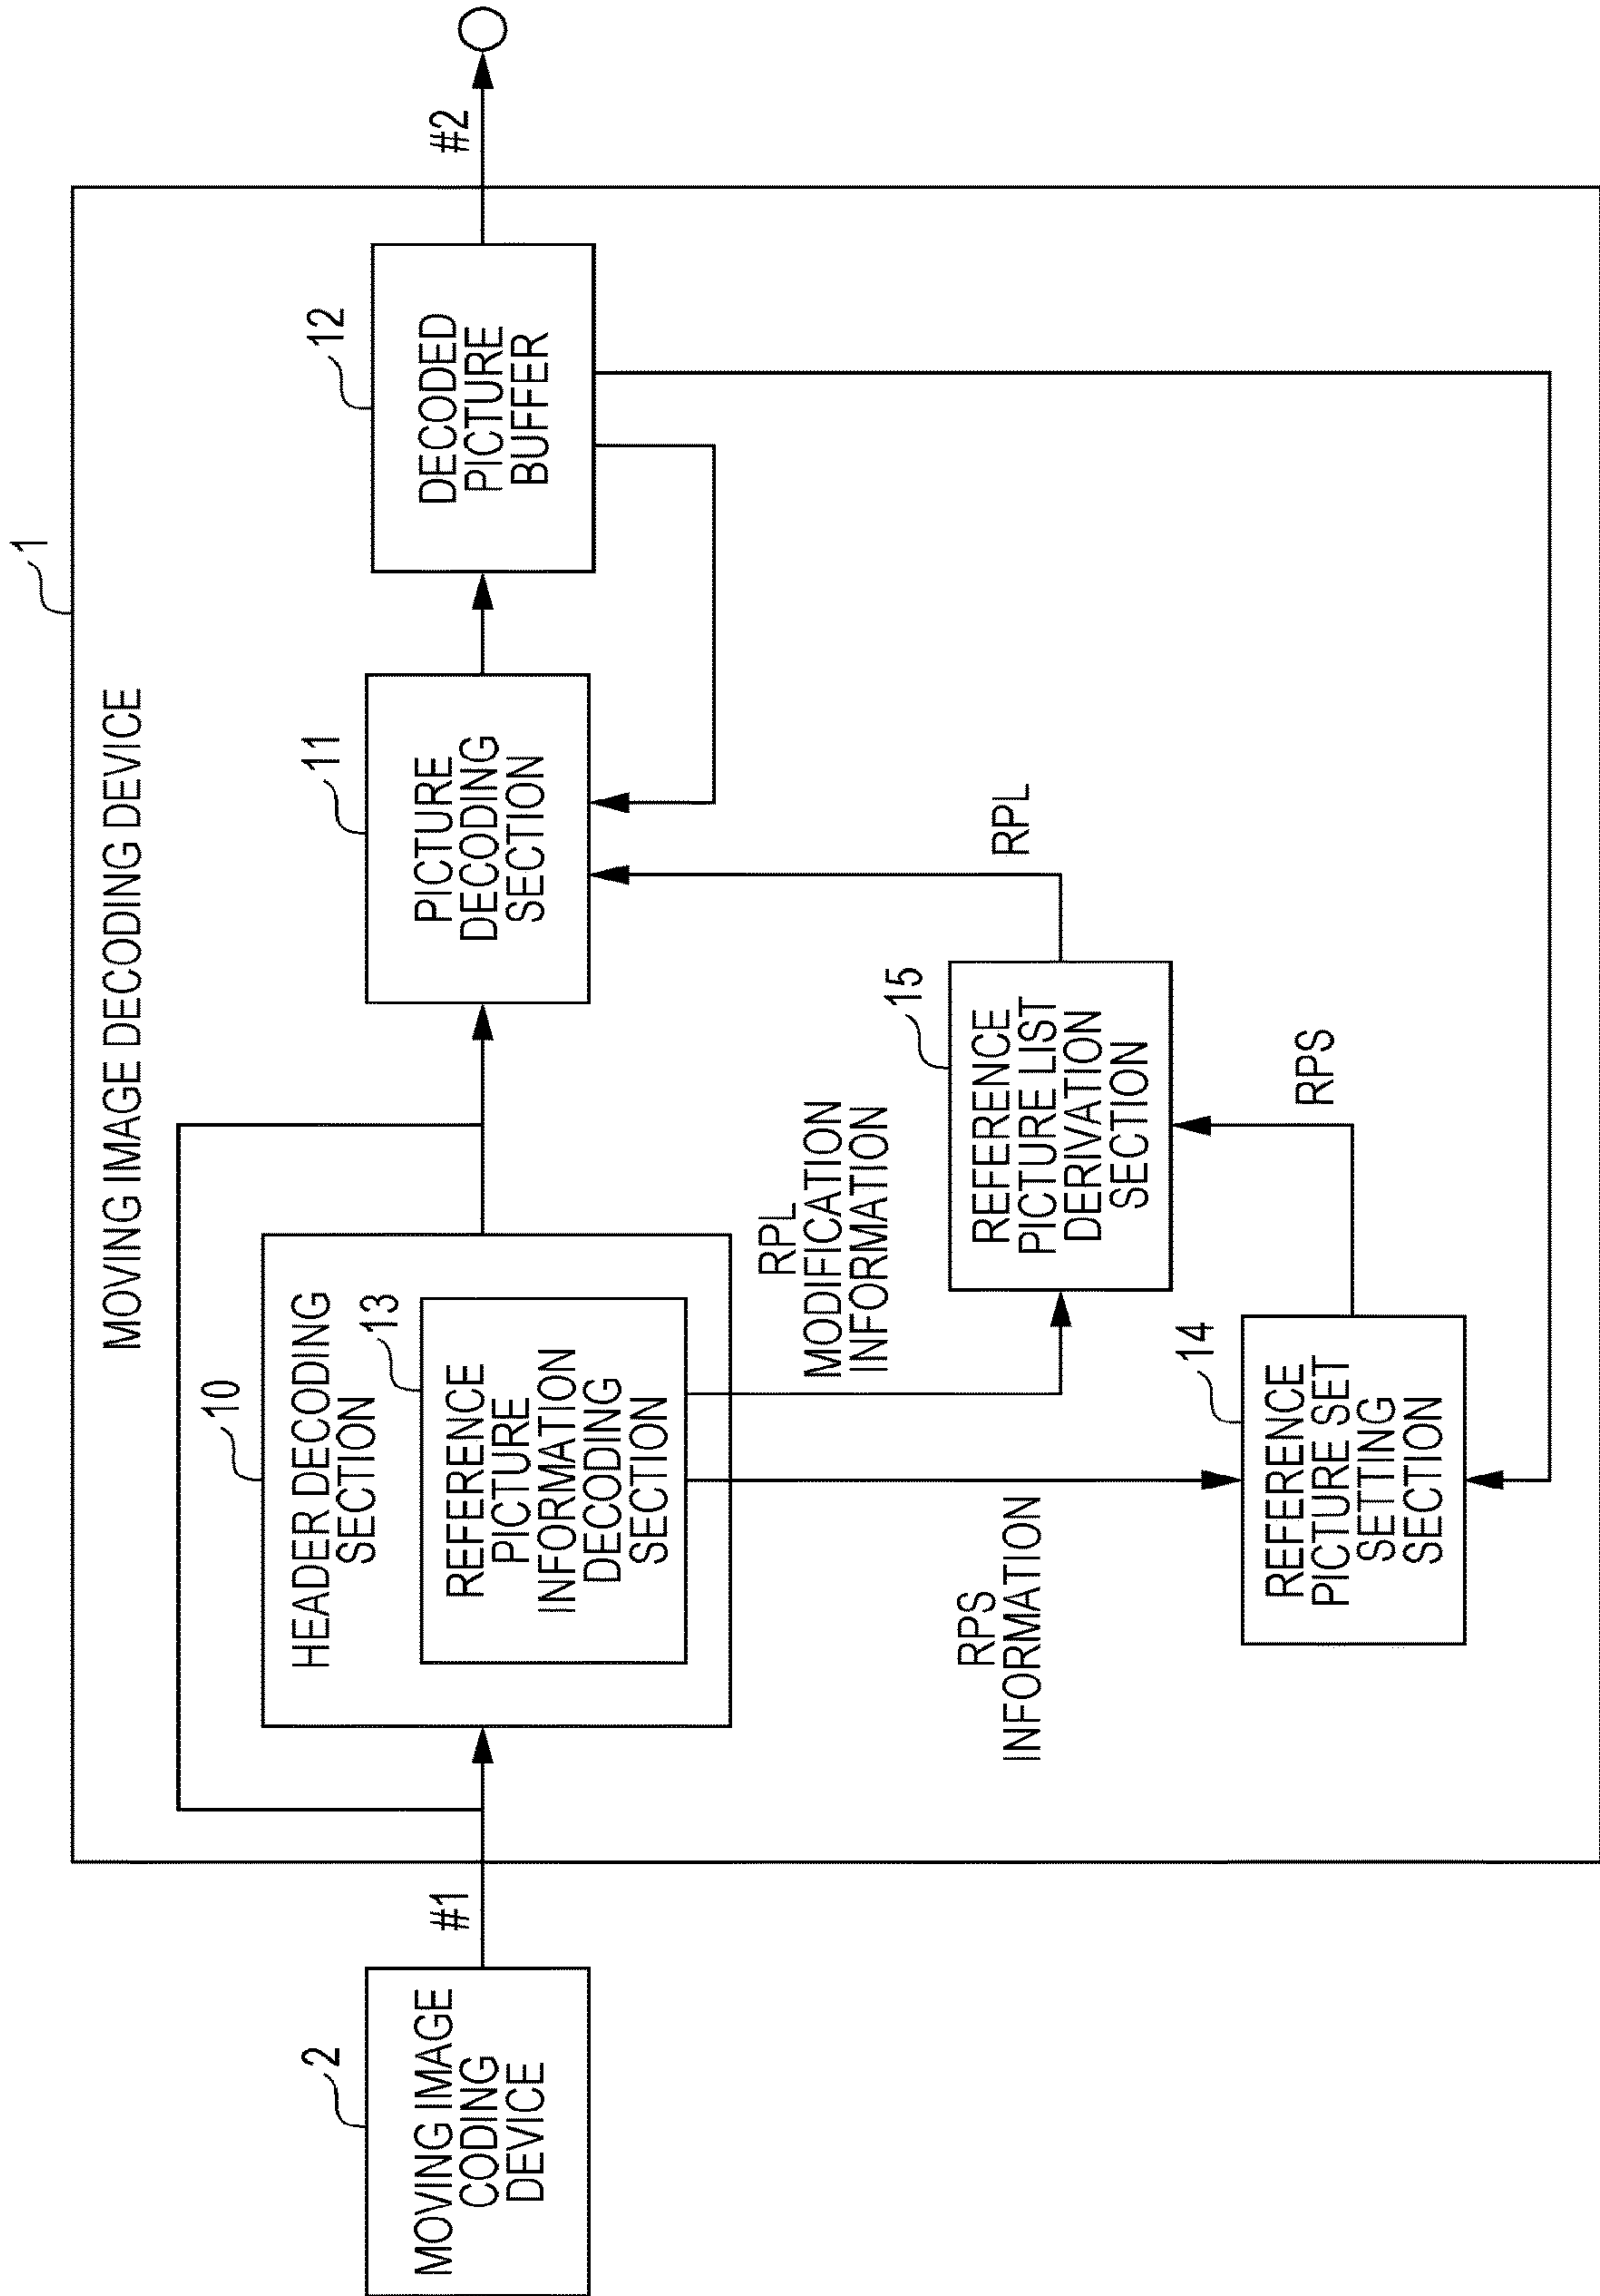 1
MOVING IMAGE DECODING DEVICE
2
MOVING IMAGE
CODING
DEVICE
#1
10
HEADER DECODING
SECTION
13
REFERENCE
PICTURE
INFORMATION
DECODING
SECTION
11
PICTURE
DECODING
SECTION
12
DECODED
PICTURE
BUFFER
#2
RPL
MODIFICATION
INFORMATION
15
REFERENCE
PICTURE LIST
DERIVATION
SECTION
RPL
RPS
INFORMATION
14
REFERENCE
PICTURE SET
SETTING
SECTION
RPS